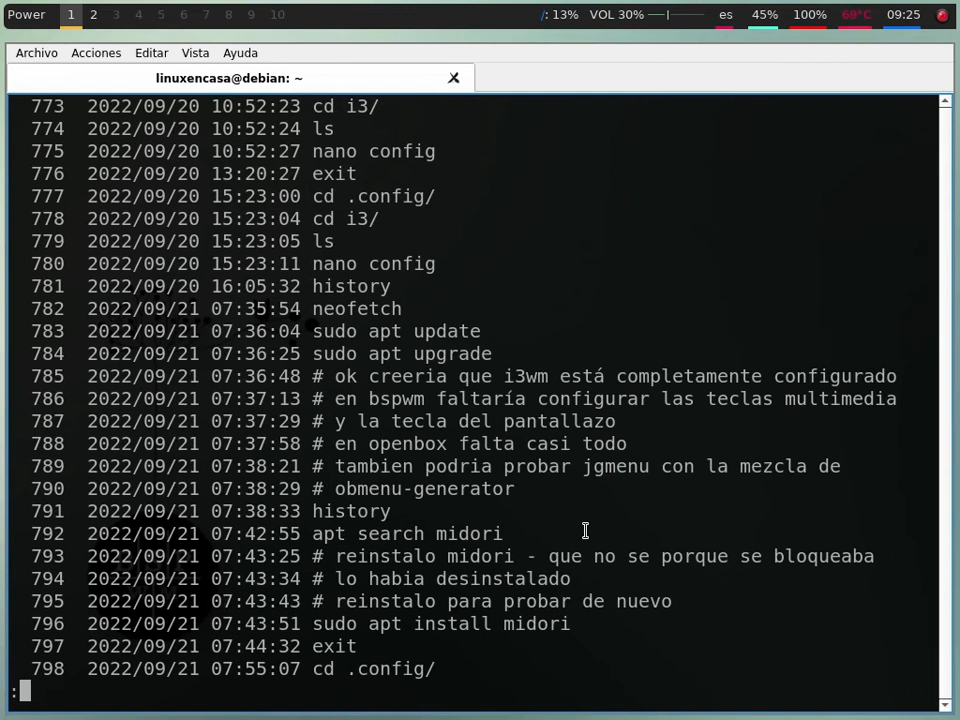 Power 1 2 3 4 5 6 7 8 9 10 /: 13% VOL 30% es 45% 100% 69°C 09:25
Archivo Acciones Editar Vista Ayuda
linuxencasa@debian: ~
773 2022/09/20 10:52:23 cd i3/
774 2022/09/20 10:52:24 ls
775 2022/09/20 10:52:27 nano config
776 2022/09/20 13:20:27 exit
777 2022/09/20 15:23:00 cd .config/
778 2022/09/20 15:23:04 cd i3/
779 2022/09/20 15:23:05 ls
780 2022/09/20 15:23:11 nano config
781 2022/09/20 16:05:32 history
782 2022/09/21 07:35:54 neofetch
783 2022/09/21 07:36:04 sudo apt update
784 2022/09/21 07:36:25 sudo apt upgrade
785 2022/09/21 07:36:48 # ok creeria que i3wm está completamente configurado
786 2022/09/21 07:37:13 # en bspwm faltaría configurar las teclas multimedia
787 2022/09/21 07:37:29 # y la tecla del pantallazo
788 2022/09/21 07:37:58 # en openbox falta casi todo
789 2022/09/21 07:38:21 # tambien podria probar jgmenu con la mezcla de
790 2022/09/21 07:38:29 # obmenu-generator
791 2022/09/21 07:38:33 history
792 2022/09/21 07:42:55 apt search midori
793 2022/09/21 07:43:25 # reinstalo midori - que no se porque se bloqueaba
794 2022/09/21 07:43:34 # lo habia desinstalado
795 2022/09/21 07:43:43 # reinstalo para probar de nuevo
796 2022/09/21 07:43:51 sudo apt install midori
797 2022/09/21 07:44:32 exit
798 2022/09/21 07:55:07 cd .config/
: